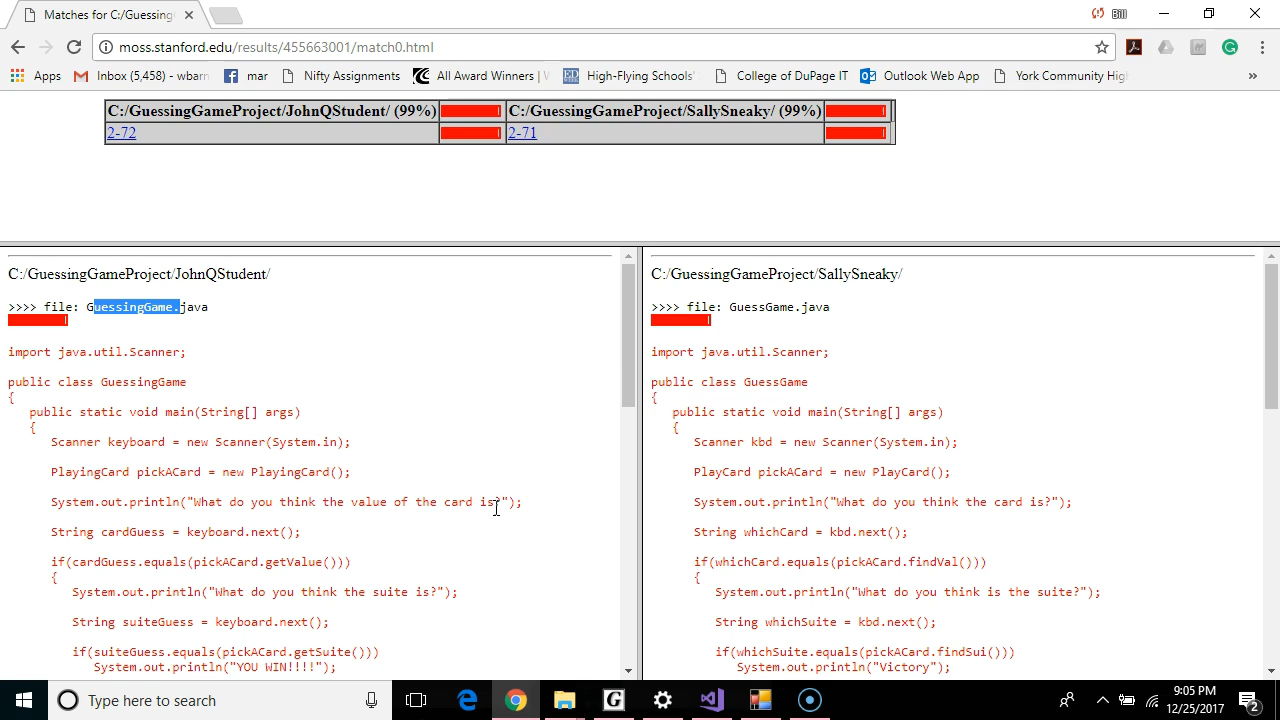 Matches for C:/Guessing
Bill
moss.stanford.edu/results/455663001/match0.html
Apps Inbox (5,458) - wbarn mar Nifty Assignments All Award Winners | High-Flying Schools' College of DuPage IT Outlook Web App York Community Hig »
C:/GuessingGameProject/JohnQStudent/ (99%) C:/GuessingGameProject/SallySneaky/ (99%)
2-72 2-71
C:/GuessingGameProject/JohnQStudent/
>>>> file: GuessingGame.java
import java.util.Scanner;
public class GuessingGame
{
public static void main(String[] args)
{
Scanner keyboard = new Scanner(System.in);
PlayingCard pickACard = new PlayingCard();
System.out.println("What do you think the value of the card is?");
String cardGuess = keyboard.next();
if(cardGuess.equals(pickACard.getValue()))
{
System.out.println("What do you think the suite is?");
String suiteGuess = keyboard.next();
if(suiteGuess.equals(pickACard.getSuite()))
System.out.println("YOU WIN!!!!");
C:/GuessingGameProject/SallySneaky/
>>>> file: GuessGame.java
import java.util.Scanner;
public class GuessGame
{
public static void main(String[] args)
{
Scanner kbd = new Scanner(System.in);
PlayCard pickACard = new PlayCard();
System.out.println("What do you think the card is?");
String whichCard = kbd.next();
if(whichCard.equals(pickACard.findVal()))
{
System.out.println("What do you think is the suite?");
String whichSuite = kbd.next();
if(whichSuite.equals(pickACard.findSui()))
System.out.println("Victory");
Type here to search
9:05 PM
12/25/2017
2